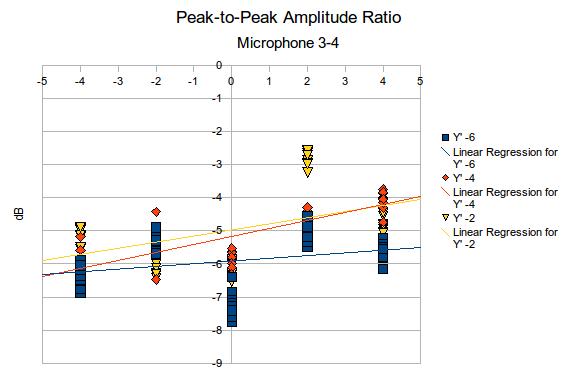 Peak-to-Peak Amplitude Ratio
Microphone 3-4
0
-5 -4 -3 -2 -1 0 1 2 3 4 5
-1
-2
-3
-4
-5
-6
-7
-8
-9
dB
Y' -6
Linear Regression for
Y' -6
Y' -4
Linear Regression for
Y' -4
Y' -2
Linear Regression for
Y' -2